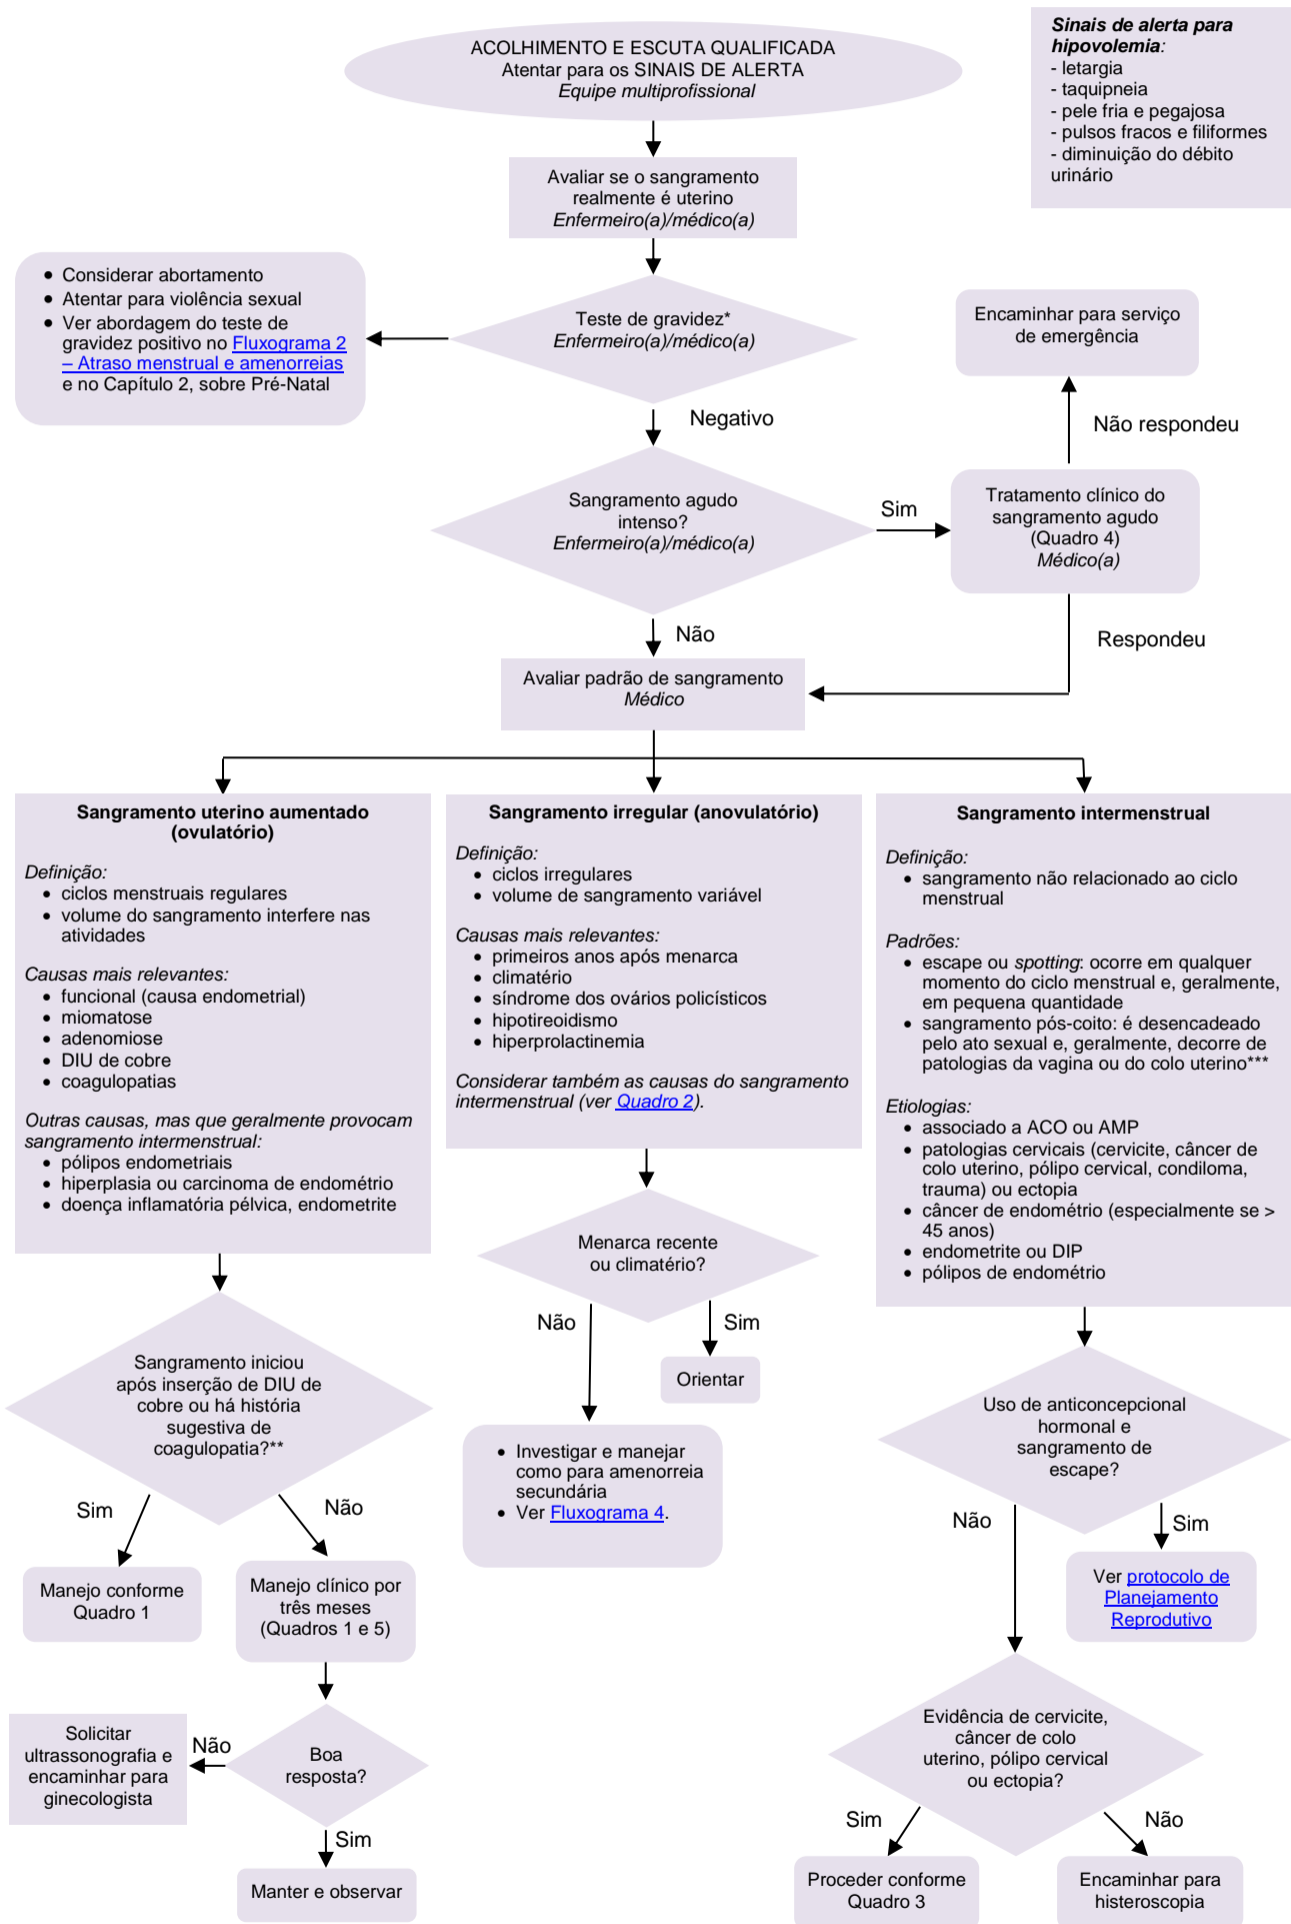 ACOLHIMENTO E ESCUTA QUALIFICADA
Atentar para os SINAIS DE ALERTA
Equipe multiprofissional
Sinais de alerta para
hipovolemia:
- letargia
- taquipneia
- pele fria e pegajosa
- pulsos fracos e filiformes
- diminuição do débito
urinário
Avaliar se o sangramento
realmente é uterino
Enfermeiro(a)/médico(a)
• Considerar abortamento
• Atentar para violência sexual
• Ver abordagem do teste de
gravidez positivo no Fluxograma 2
– Atraso menstrual e amenorreias
e no Capítulo 2, sobre Pré-Natal
Teste de gravidez*
Enfermeiro(a)/médico(a)
Encaminhar para serviço
de emergência
Negativo
Não respondeu
Sangramento agudo
intenso?
Enfermeiro(a)/médico(a)
Sim
Tratamento clínico do
sangramento agudo
(Quadro 4)
Médico(a)
Não
Respondeu
Avaliar padrão de sangramento
Médico
Sangramento uterino aumentado
(ovulatório)
Definição:
• ciclos menstruais regulares
• volume do sangramento interfere nas
atividades
Causas mais relevantes:
• funcional (causa endometrial)
• miomatose
• adenomiose
• DIU de cobre
• coagulopatias
Outras causas, mas que geralmente provocam
sangramento intermenstrual:
• pólipos endometriais
• hiperplasia ou carcinoma de endométrio
• doença inflamatória pélvica, endometrite
Sangramento irregular (anovulatório)
Definição:
• ciclos irregulares
• volume de sangramento variável
Causas mais relevantes:
• primeiros anos após menarca
• climatério
• síndrome dos ovários policísticos
• hipotireoidismo
• hiperprolactinemia
Considerar também as causas do sangramento
intermenstrual (ver Quadro 2).
Sangramento intermenstrual
Definição:
• sangramento não relacionado ao ciclo
menstrual
Padrões:
• escape ou spotting: ocorre em qualquer
momento do ciclo menstrual e, geralmente,
em pequena quantidade
• sangramento pós-coito: é desencadeado
pelo ato sexual e, geralmente, decorre de
patologias da vagina ou do colo uterino***
Etiologias:
• associado a ACO ou AMP
• patologias cervicais (cervicite, câncer de
colo uterino, pólipo cervical, condiloma,
trauma) ou ectopia
• câncer de endométrio (especialmente se >
45 anos)
• endometrite ou DIP
• pólipos de endométrio
Sangramento iniciou
após inserção de DIU de
cobre ou há história
sugestiva de
coagulopatia?**
Sim
Não
Manejo conforme
Quadro 1
Manejo clínico por
três meses
(Quadros 1 e 5)
Boa
resposta?
Não
Solicitar
ultrassonografia e
encaminhar para
ginecologista
Sim
Manter e observar
Menarca recente
ou climatério?
Não
Sim
Orientar
• Investigar e manejar
como para amenorreia
secundária
• Ver Fluxograma 4.
Uso de anticoncepcional
hormonal e
sangramento de
escape?
Não
Sim
Ver protocolo de
Planejamento
Reprodutivo
Evidência de cervicite,
câncer de colo
uterino, pólipo cervical
ou ectopia?
Sim
Não
Proceder conforme
Quadro 3
Encaminhar para
histeroscopia